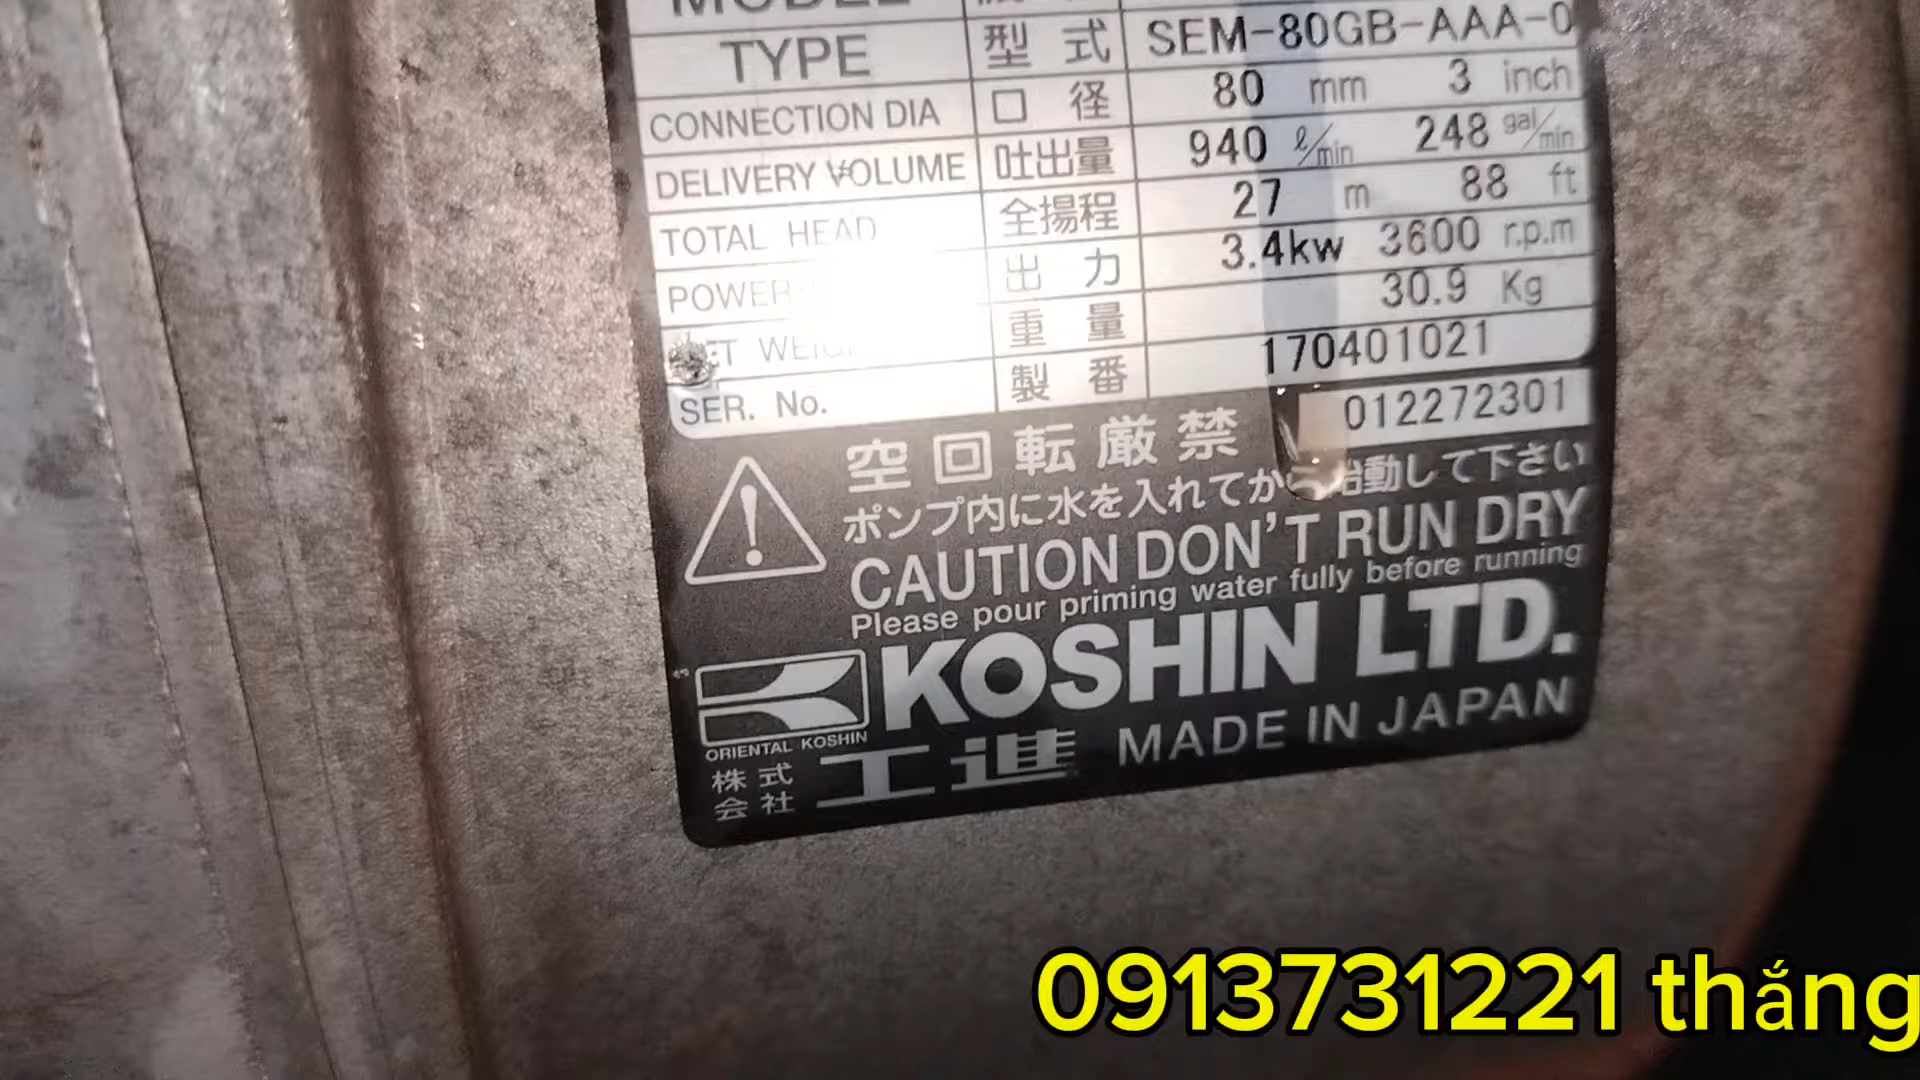 MODEL
TYPE 型 式 SEM-80GB-AAA-0
CONNECTION DIA 口 径 80 mm 3 inch
DELIVERY VOLUME 吐出量 940 ℓ/min 248 gal/min
TOTAL HEAD 全揚程 27 m 88 ft
POWER 出 力 3.4kw 3600 r.p.m
重 量 30.9 Kg
SER. No. 製 番 170401021
012272301
空回転厳禁
ポンプ内に水を入れてから始動して下さい
CAUTION DON'T RUN DRY
Please pour priming water fully before running
KOSHIN LTD.
ORIENTAL KOSHIN
株式会社 工進 MADE IN JAPAN
0913731221 thắng